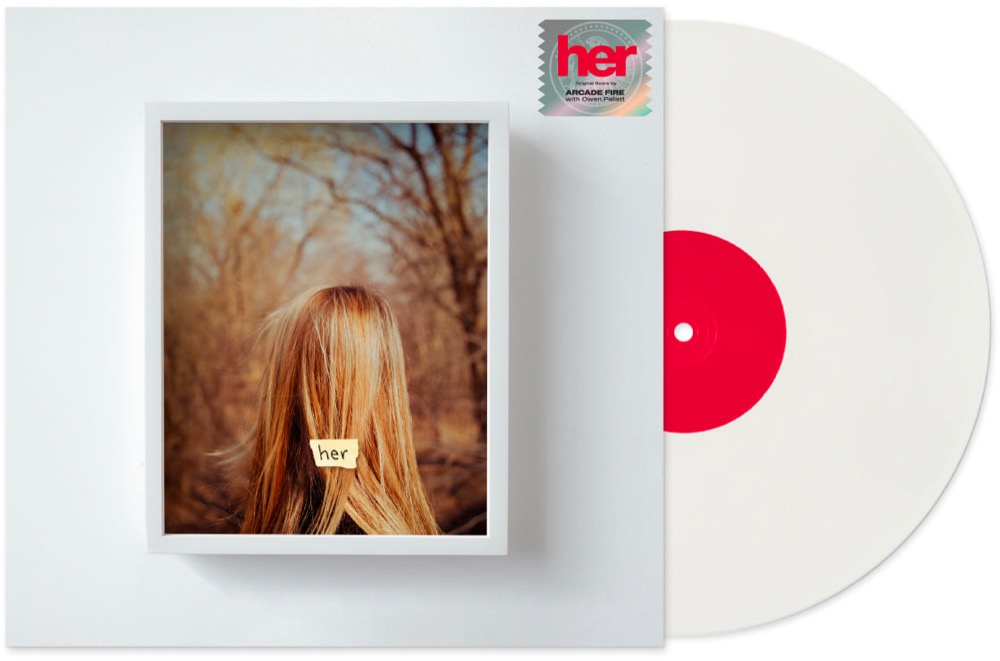 her
Original Score by
ARCADE FIRE
with Owen Pallett
her